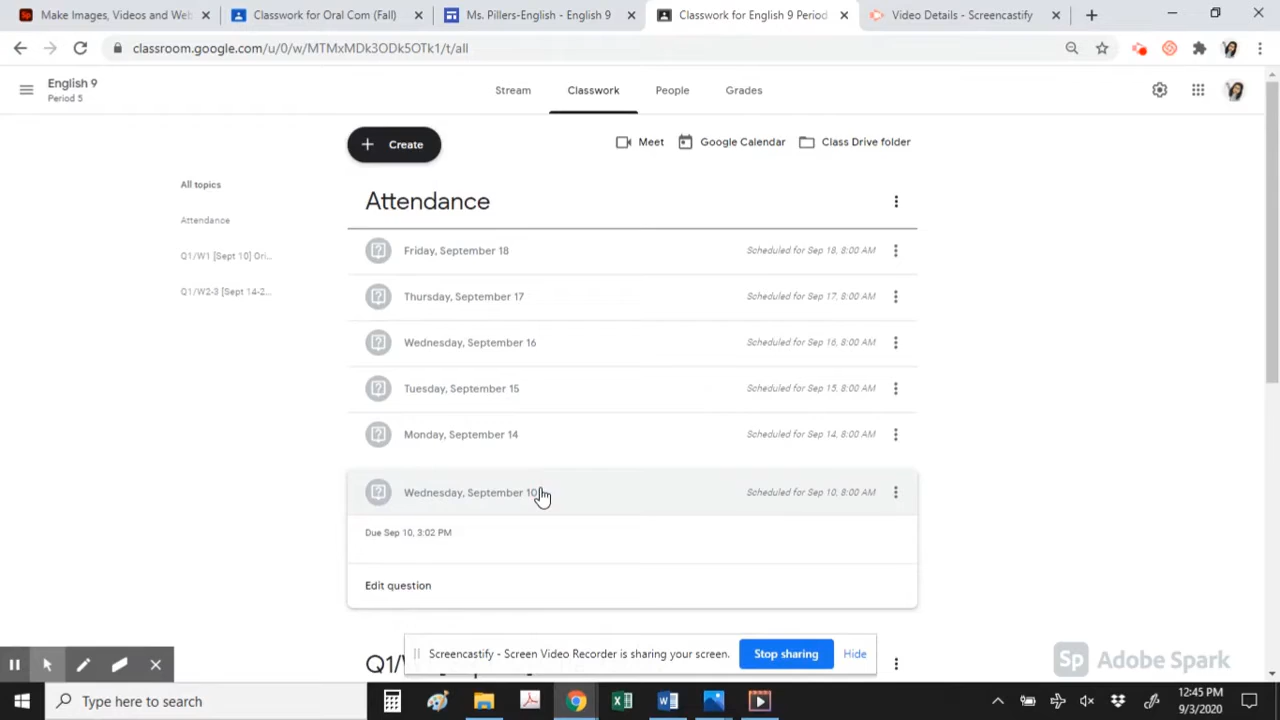 Make Images, Videos and Web
Classwork for Oral Com (Fall)
Ms. Pillers-English - English 9
Classwork for English 9 Period
Video Details - Screencastify
classroom.google.com/u/0/w/MTMxMDk3ODk5OTk1/t/all
English 9
Period 5
Stream
Classwork
People
Grades
Create
Meet
Google Calendar
Class Drive folder
All topics
Attendance
Q1/W1 [Sept 10] Ori...
Q1/W2-3 [Sept 14-2...
Attendance
Friday, September 18
Scheduled for Sep 18, 8:00 AM
Thursday, September 17
Scheduled for Sep 17, 8:00 AM
Wednesday, September 16
Scheduled for Sep 16, 8:00 AM
Tuesday, September 15
Scheduled for Sep 15, 8:00 AM
Monday, September 14
Scheduled for Sep 14, 8:00 AM
Wednesday, September 10
Scheduled for Sep 10, 8:00 AM
Due Sep 10, 3:02 PM
Edit question
Screencastify - Screen Video Recorder is sharing your screen.
Stop sharing
Hide
Sp Adobe Spark
Type here to search
12:45 PM
9/3/2020